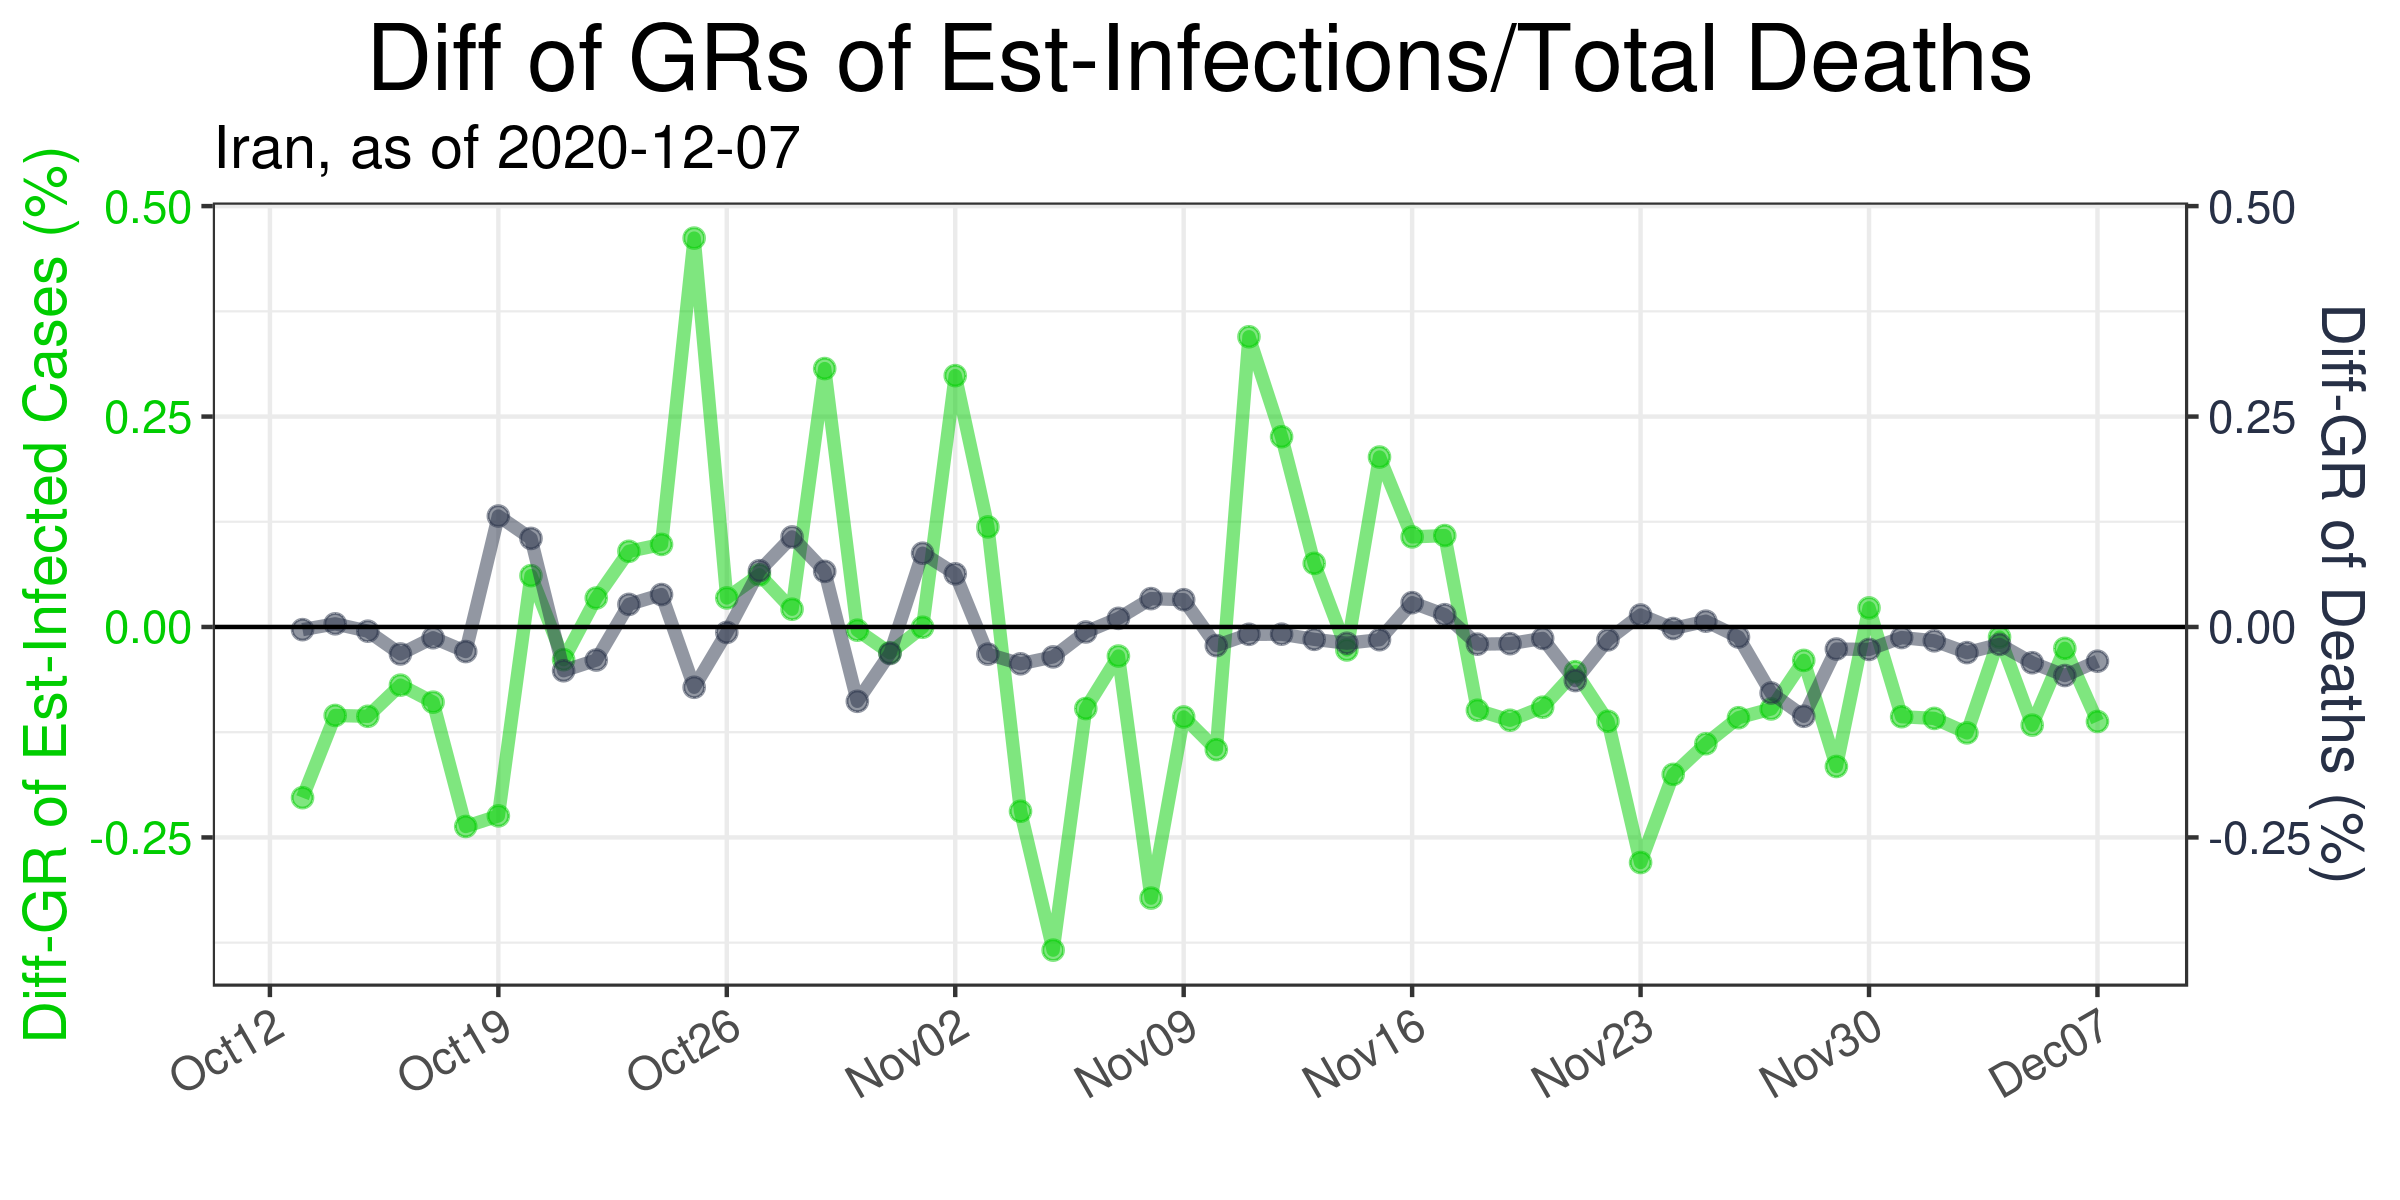 Diff of GRs of Est-Infections/Total Deaths
Iran, as of 2020-12-07
Diff-GR of Est-Infected Cases (%)
0.50
0.25
0.00
-0.25
0.50
0.25
0.00
-0.25
Diff-GR of Deaths (%)
Oct12
Oct19
Oct26
Nov02
Nov09
Nov16
Nov23
Nov30
Dec07